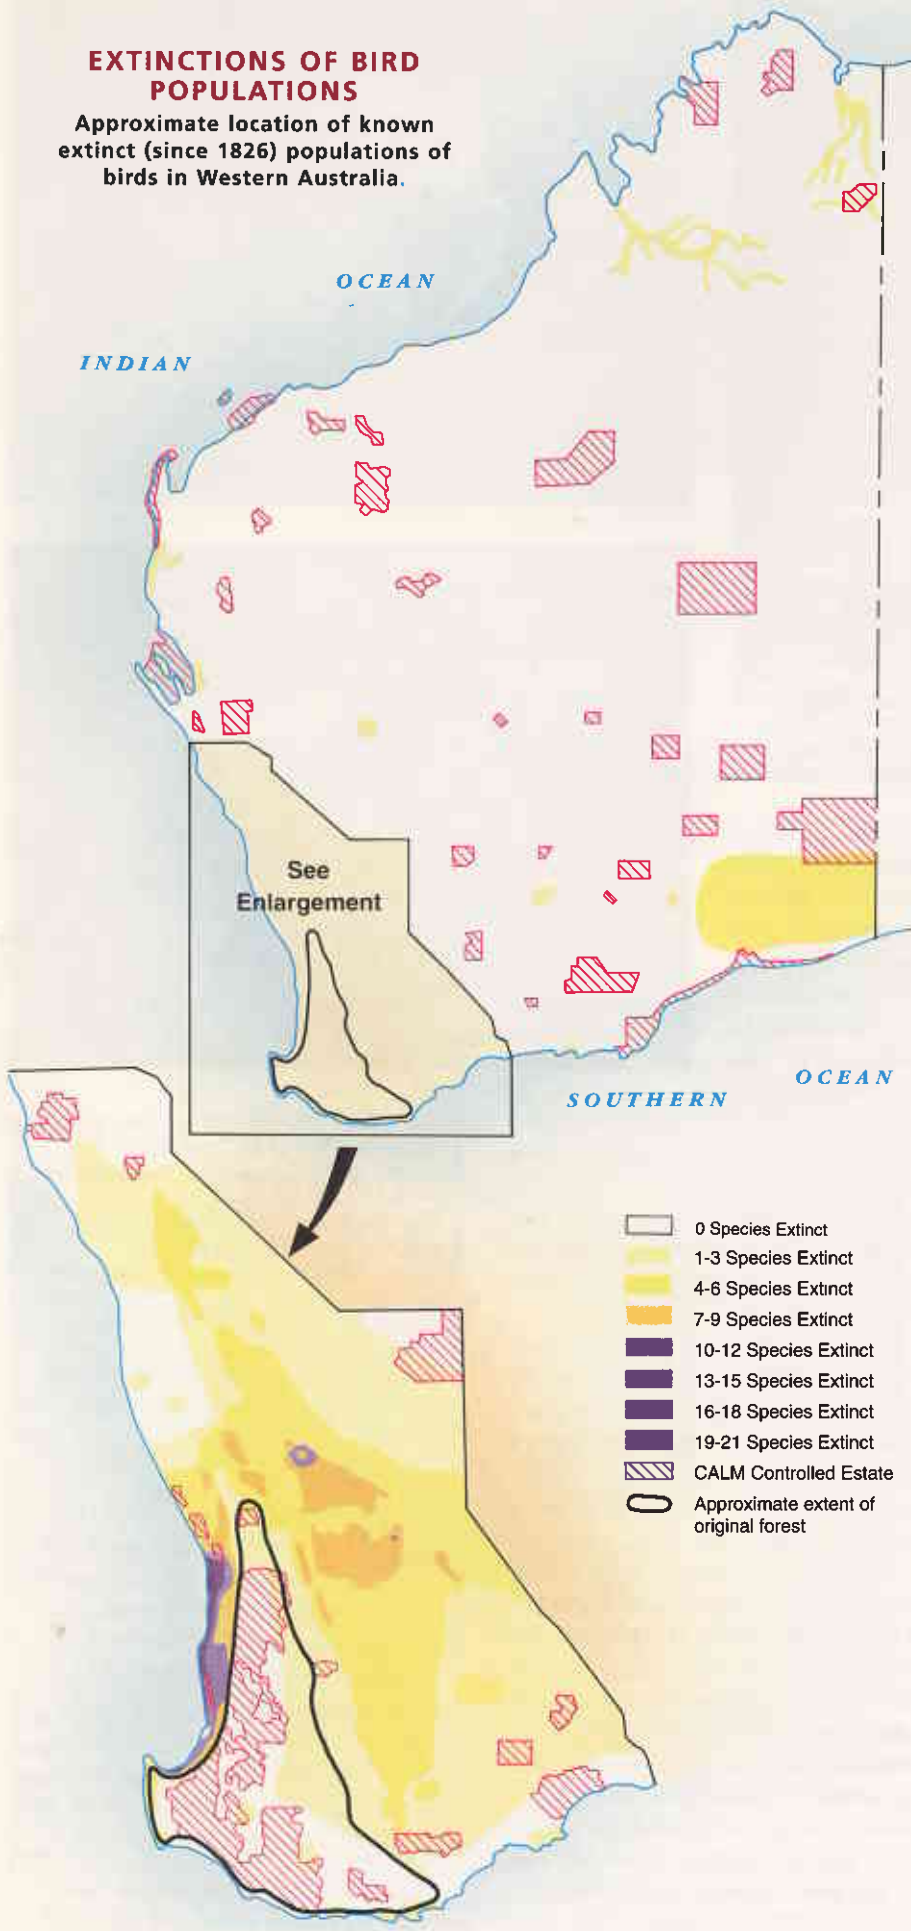 EXTINCTIONS OF BIRD
POPULATIONS
Approximate location of known
extinct (since 1826) populations of
birds in Western Australia.
OCEAN
INDIAN
See
Enlargement
OCEAN
SOUTHERN
0 Species Extinct
1-3 Species Extinct
4-6 Species Extinct
7-9 Species Extinct
10-12 Species Extinct
13-15 Species Extinct
16-18 Species Extinct
19-21 Species Extinct
CALM Controlled Estate
Approximate extent of
original forest